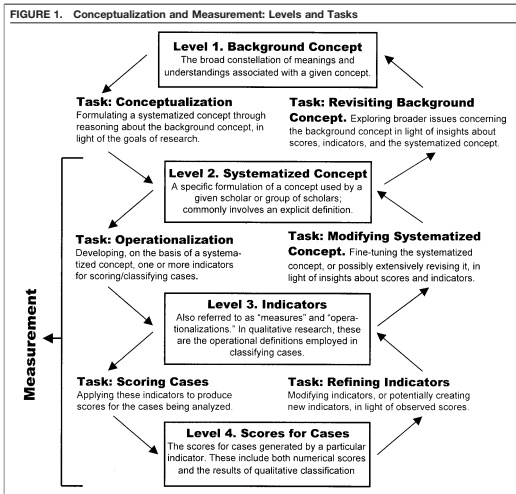 FIGURE 1. Conceptualization and Measurement: Levels and Tasks
Level 1. Background Concept
The broad constellation of meanings and
understandings associated with a given concept.
Task: Conceptualization
Formulating a systematized concept through
reasoning about the background concept, in
light of the goals of research.
Task: Revisiting Background
Concept. Exploring broader issues concerning
the background concept in light of insights about
scores, indicators, and the systematized concept.
Level 2. Systematized Concept
A specific formulation of a concept used by a
given scholar or group of scholars;
commonly involves an explicit definition.
Task: Operationalization
Developing, on the basis of a systema-
tized concept, one or more indicators
for scoring/classifying cases.
Task: Modifying Systematized
Concept. Fine-tuning the systematized
concept, or possibly extensively revising it, in
light of insights about scores and indicators.
Measurement
Level 3. Indicators
Also referred to as “measures” and “opera-
tionalizations.” In qualitative research, these
are the operational definitions employed in
classifying cases.
Task: Scoring Cases
Applying these indicators to produce
scores for the cases being analyzed.
Task: Refining Indicators
Modifying indicators, or potentially creating
new indicators, in light of observed scores.
Level 4. Scores for Cases
The scores for cases generated by a particular
indicator. These include both numerical scores
and the results of qualitative classification